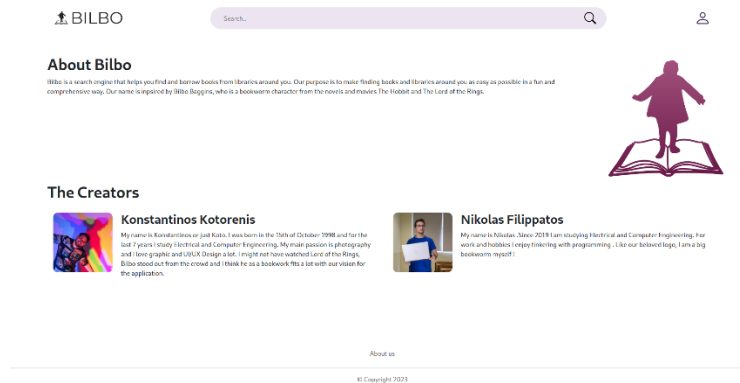 BILBO
Search..
About Bilbo
Bilbo is a search engine that helps you find and borrow books from libraries around you. Our purpose is to make finding books and libraries around you as easy as possible in a fun and
comprehensive way. Our name is inpsired by Bilbo Baggins, who is a bookworm character from the novels and movies The Hobbit and The Lord of the Rings.
The Creators
Konstantinos Kotorenis
My name is Konstantinos or just Koto. I was born in the 15th of October 1998 and for the
last 7 years I study Electrical and Computer Engineering. My main passion is photography
and I love graphic and UI/UX Design a lot. I might not have watched Lord of the Rings,
Bilbo stood out from the crowd and I think he as a bookwork fits a lot with our vision for
the application.
Nikolas Filippatos
My name is Nikolas .Since 2019 I am studying Electrical and Computer Engineering. For
work and hobbies I enjoy tinkering with programming . Like our beloved logo, I am a big
bookworm myself !
About us
© Copyright 2023